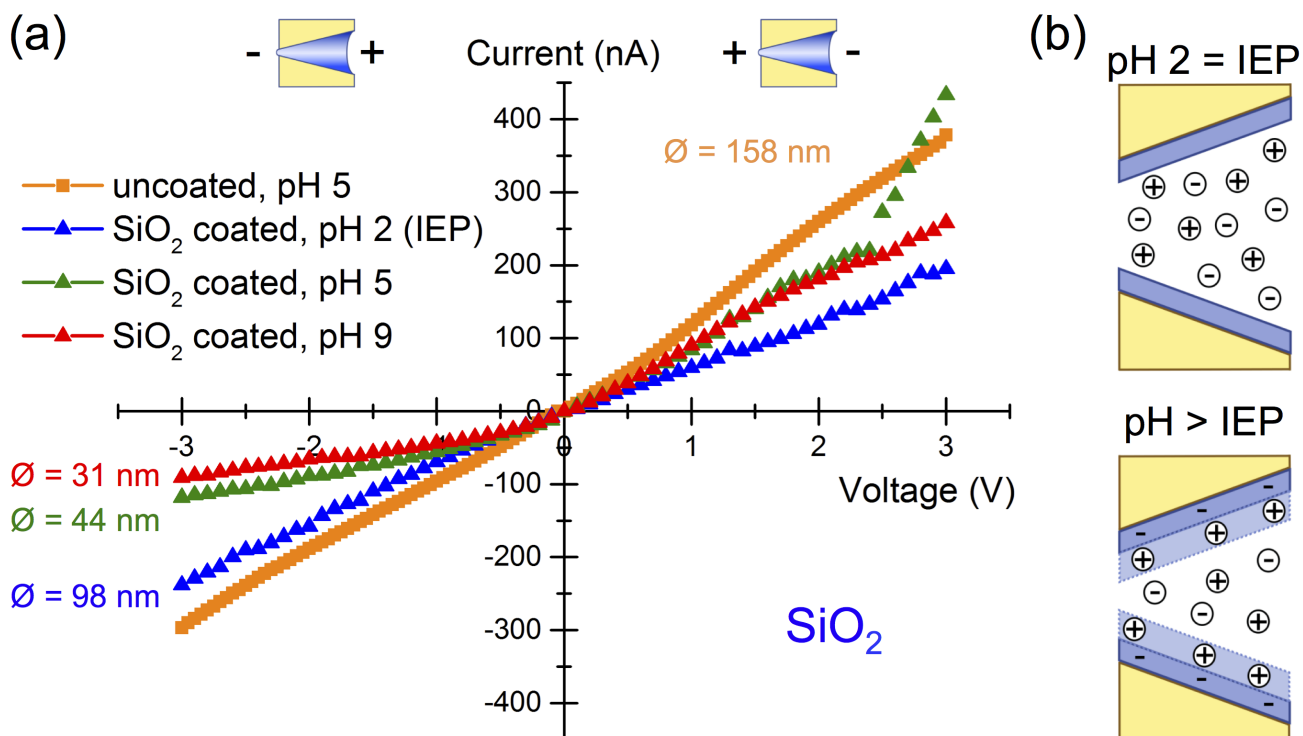 (a)
- +
Current (nA)
+ -
(b)
pH 2 = IEP
400
Ø = 158 nm
uncoated, pH 5
300
SiO₂ coated, pH 2 (IEP)
SiO₂ coated, pH 5
200
SiO₂ coated, pH 9
100
0
-3 -2 -1 0 1 2 3
pH > IEP
Ø = 31 nm
-100
Voltage (V)
Ø = 44 nm
-200
Ø = 98 nm
-300
SiO₂
-400